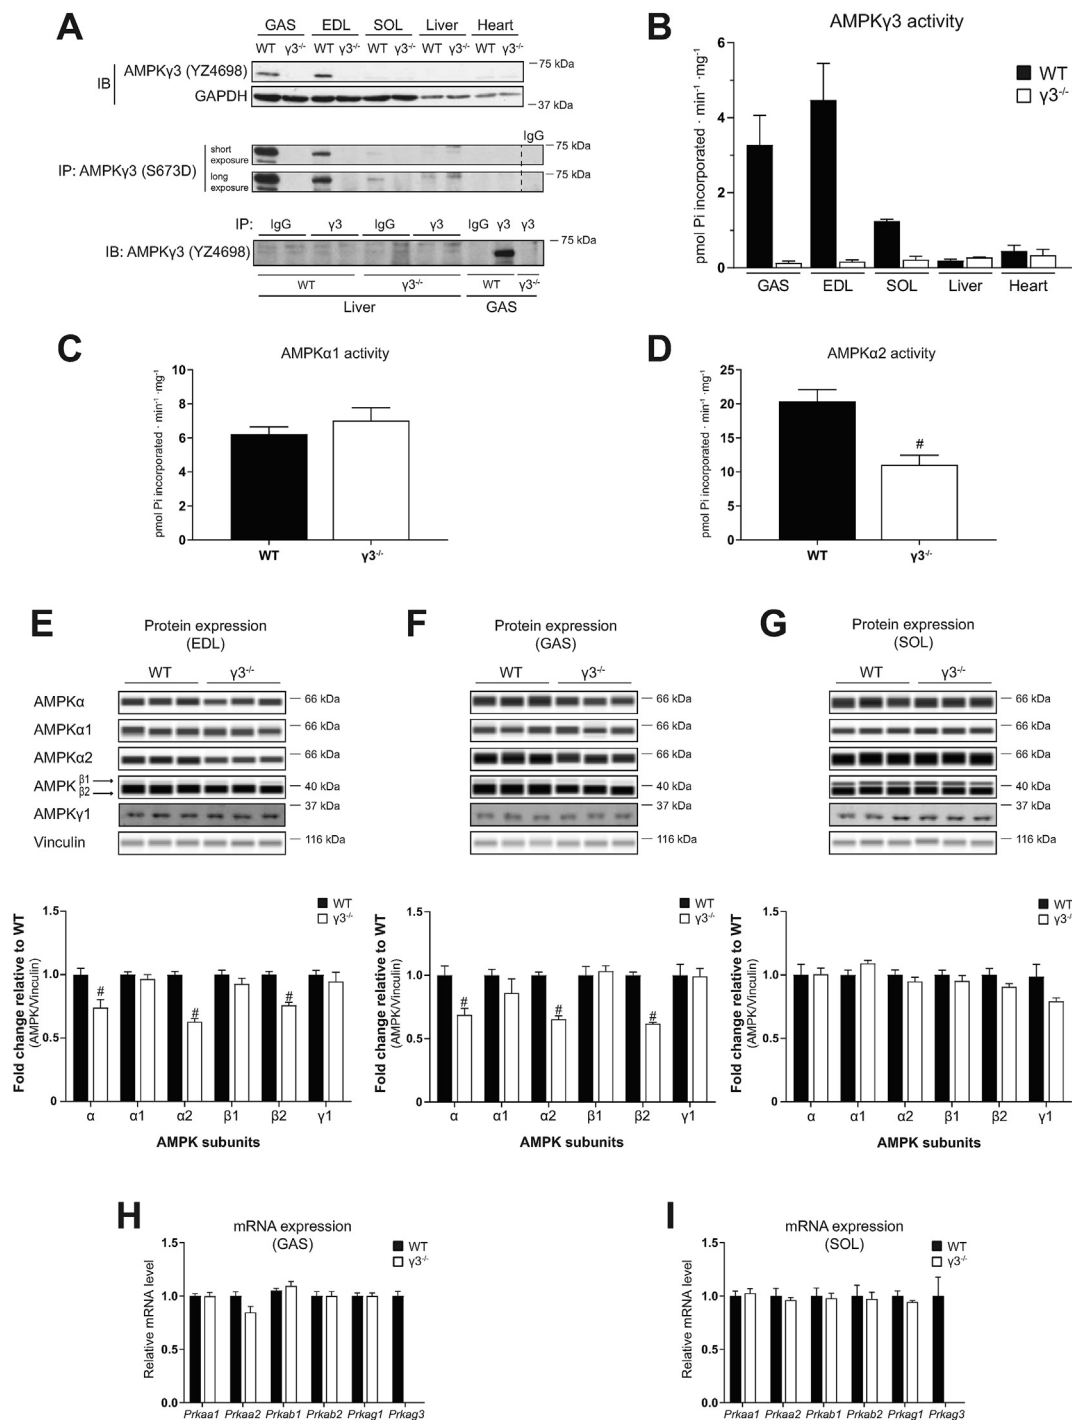 A
GAS EDL SOL Liver Heart
WT γ3-/- WT γ3-/- WT γ3-/- WT γ3-/- WT γ3-/-
IB
AMPKγ3 (YZ4698)
75 kDa
GAPDH
37 kDa
IgG
IP: AMPKγ3 (S673D)
short exposure
75 kDa
long exposure
75 kDa
IP: IgG γ3 IgG γ3 IgG γ3 γ3
IB: AMPKγ3 (YZ4698)
75 kDa
WT γ3-/- WT γ3-/-
Liver GAS
B
AMPKγ3 activity
pmol Pi incorporated · min-1 ·mg-1
6
4
2
0
WT
γ3-/-
GAS EDL SOL Liver Heart
C
AMPKα1 activity
pmol Pi incorporated · min-1 ·mg-1
10
8
6
4
2
0
WT γ3-/-
D
AMPKα2 activity
pmol Pi incorporated · min-1 ·mg-1
25
20
15
10
5
0
#
WT γ3-/-
E
Protein expression
(EDL)
WT γ3-/-
AMPKα 66 kDa
AMPKα1 66 kDa
AMPKα2 66 kDa
AMPK β1 β2 40 kDa
AMPKγ1 37 kDa
Vinculin 116 kDa
Fold change relative to WT
(AMPK/Vinculin)
1.5
1.0
0.5
0
WT
γ3-/-
# # #
α α1 α2 β1 β2 γ1
AMPK subunits
F
Protein expression
(GAS)
WT γ3-/-
66 kDa
66 kDa
66 kDa
40 kDa
37 kDa
116 kDa
Fold change relative to WT
(AMPK/Vinculin)
1.5
1.0
0.5
0
WT
γ3-/-
# # #
α α1 α2 β1 β2 γ1
AMPK subunits
G
Protein expression
(SOL)
WT γ3-/-
66 kDa
66 kDa
66 kDa
40 kDa
37 kDa
116 kDa
Fold change relative to WT
(AMPK/Vinculin)
1.5
1.0
0.5
0
WT
γ3-/-
α α1 α2 β1 β2 γ1
AMPK subunits
H
mRNA expression
(GAS)
Relative mRNA level
1.5
1.0
0.5
0.0
WT
γ3-/-
Prkaa1 Prkaa2 Prkab1 Prkab2 Prkag1 Prkag3
I
mRNA expression
(SOL)
Relative mRNA level
1.5
1.0
0.5
0.0
WT
γ3-/-
Prkaa1 Prkaa2 Prkab1 Prkab2 Prkag1 Prkag3